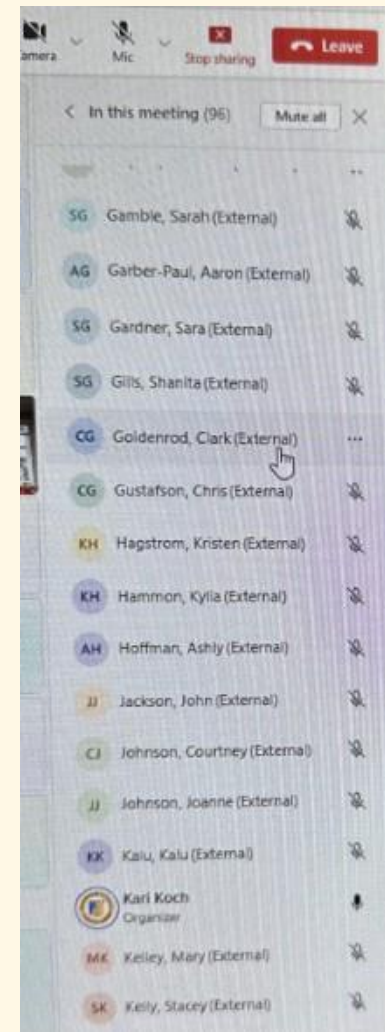 amera
Mic
Stop sharing
Leave
In this meeting (96)
Mute all
SG Gamble, Sarah (External)
AG Garber-Paul, Aaron (External)
SG Gardner, Sara (External)
SG Gills, Shanita (External)
CG Goldenrod, Clark (External)
CG Gustafson, Chris (External)
KH Hagstrom, Kristen (External)
KH Hammon, Kylia (External)
AH Hoffman, Ashly (External)
JJ Jackson, John (External)
CJ Johnson, Courtney (External)
JJ Johnson, Joanne (External)
KK Kalu, Kalu (External)
Kari Koch
Organizer
MK Kelley, Mary (External)
SK Kelly, Stacey (External)